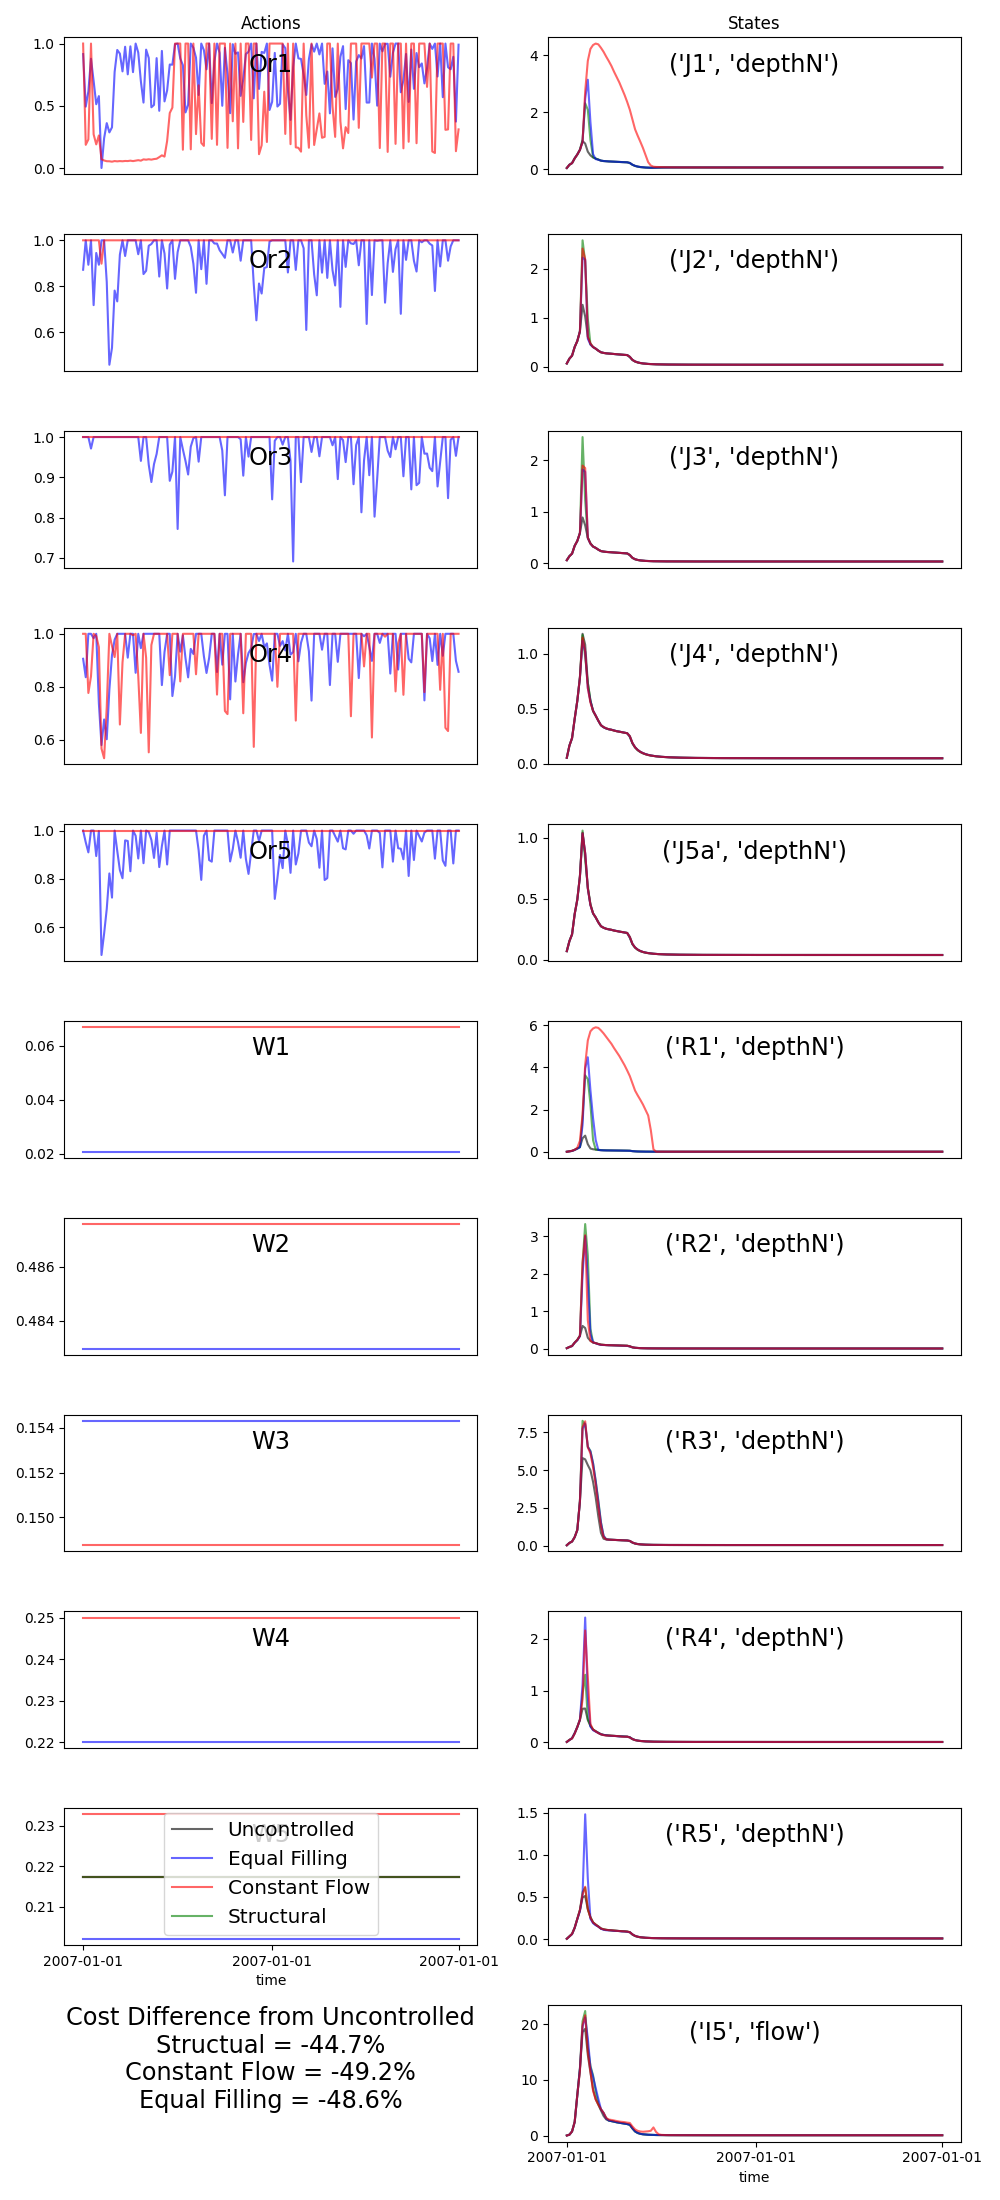 Actions
States
1.0
0.5
0.0
Or1
4
2
0
('J1', 'depthN')
1.0
0.8
0.6
Or2
2
1
0
('J2', 'depthN')
1.0
0.9
0.8
0.7
Or3
2
1
0
('J3', 'depthN')
1.0
0.8
0.6
Or4
1.0
0.5
0.0
('J4', 'depthN')
1.0
0.8
0.6
Or5
1.0
0.5
0.0
('J5a', 'depthN')
0.06
0.04
0.02
W1
6
4
2
0
('R1', 'depthN')
0.486
0.484
W2
3
2
1
0
('R2', 'depthN')
0.154
0.152
0.150
W3
7.5
5.0
2.5
0.0
('R3', 'depthN')
0.25
0.24
0.23
0.22
W4
2
1
0
('R4', 'depthN')
0.23
0.22
0.21
W5
Uncontrolled
Equal Filling
Constant Flow
Structural
2007-01-01 2007-01-01 2007-01-01
time
1.5
1.0
0.5
0.0
('R5', 'depthN')
Cost Difference from Uncontrolled
Structual = -44.7%
Constant Flow = -49.2%
Equal Filling = -48.6%
20
10
0
('I5', 'flow')
2007-01-01 2007-01-01 2007-01-01
time